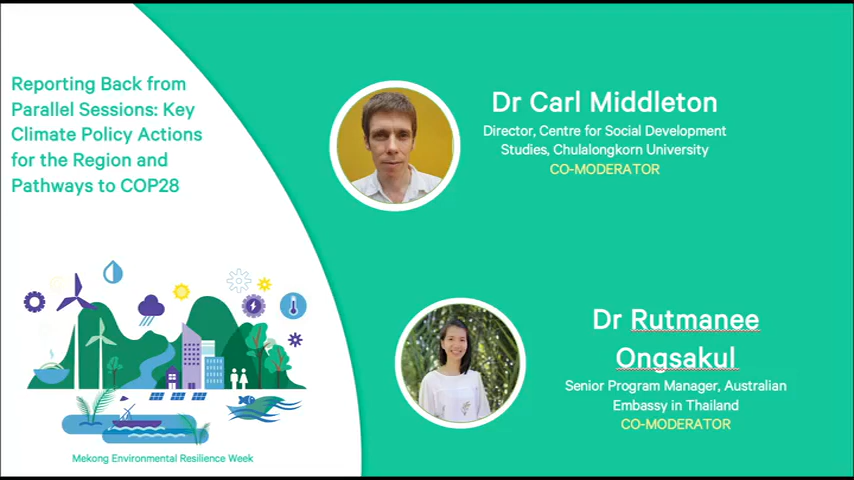 Reporting Back from
Parallel Sessions: Key
Climate Policy Actions
for the Region and
Pathways to COP28
Mekong Environmental Resilience Week
Dr Carl Middleton
Director, Centre for Social Development
Studies, Chulalongkorn University
CO-MODERATOR
Dr Rutmanee
Ongsakul
Senior Program Manager, Australian
Embassy in Thailand
CO-MODERATOR